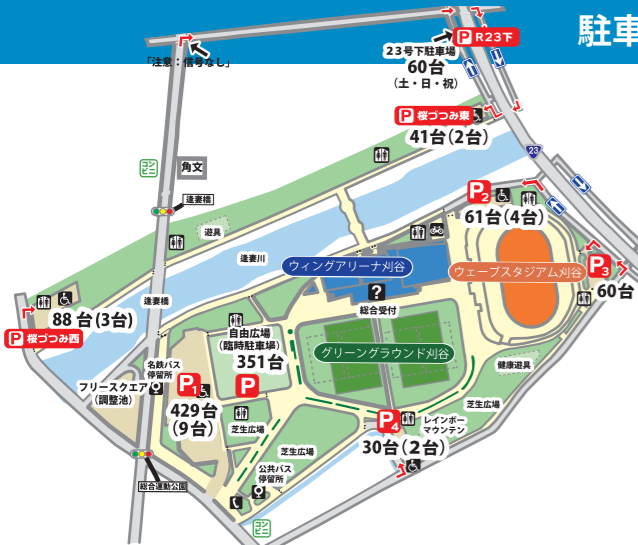 駐車
P R23下
「注意：信号なし」
23号下駐車場
60台
(土・日・祝)
P 桜づつみ東
41台(2台)
23
コンビニ
角文
逢妻橋
P2
61台(4台)
遊具
逢妻川
ウィングアリーナ刈谷
ウェーブスタジアム刈谷
P3
60台
?
総合受付
逢妻橋
88台(3台)
P 桜づつみ西
自由広場
(臨時駐車場)
351台
P
グリーングラウンド刈谷
名鉄バス
停留所
フリースクエア
(調整池)
P1
429台
(9台)
健康遊具
芝生広場
P4
30台(2台)
レインボー
マウンテン
芝生広場
芝生広場
公共バス
停留所
総合運動公園
コンビニ